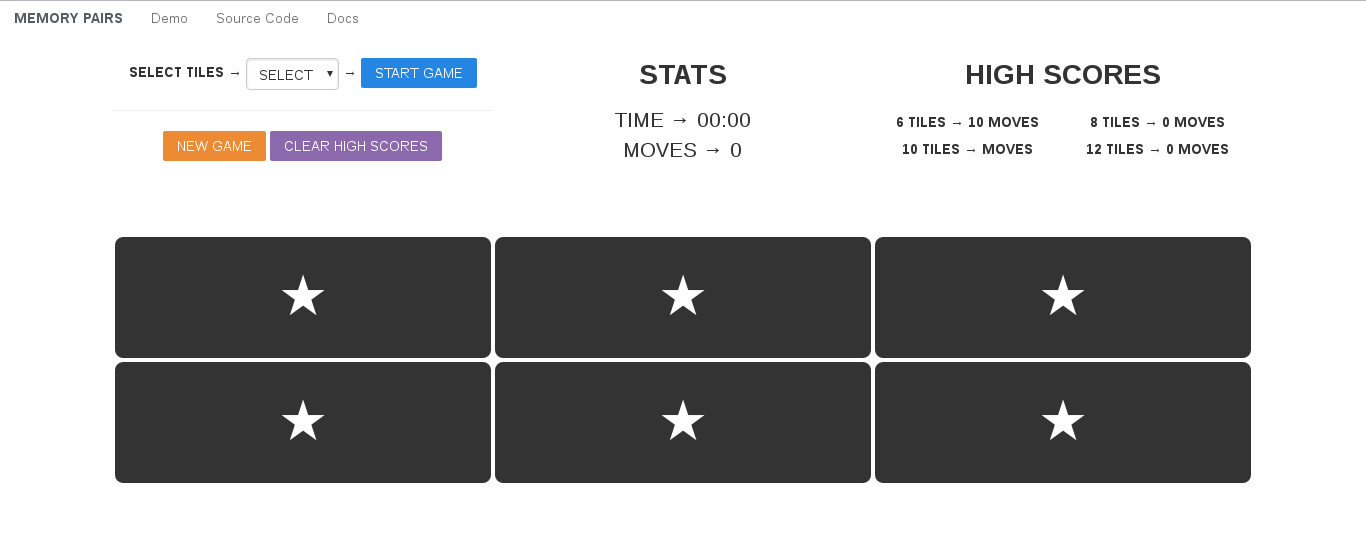 MEMORY PAIRS Demo Source Code Docs
SELECT TILES → SELECT → START GAME
NEW GAME CLEAR HIGH SCORES
STATS
TIME → 00:00
MOVES → 0
HIGH SCORES
6 TILES → 10 MOVES 8 TILES → 0 MOVES
10 TILES → MOVES 12 TILES → 0 MOVES